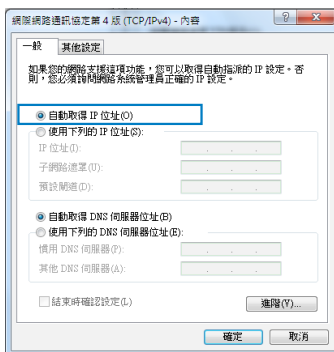 網際網路通訊協定第 4 版 (TCP/IPv4) - 內容
一般
其他設定
如果您的網路支援這項功能，您可以取得自動指派的 IP 設定。否
則，您必須詢問網路系統管理員正確的 IP 設定。
自動取得 IP 位址(O)
使用下列的 IP 位址(S):
IP 位址(I):
子網路遮罩(U):
預設閘道(D):
自動取得 DNS 伺服器位址(B)
使用下列的 DNS 伺服器位址(E):
慣用 DNS 伺服器(P):
其他 DNS 伺服器(A):
結束時確認設定(L)
進階(V)...
確定
取消